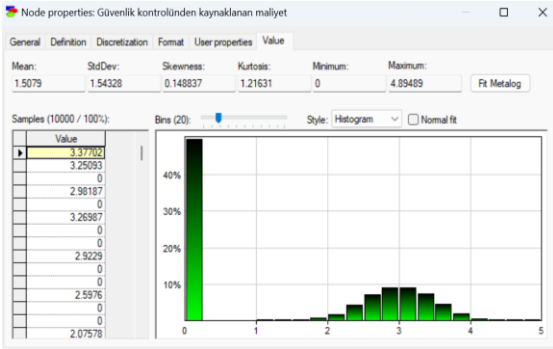 Node properties: Güvenlik kontrolünden kaynaklanan maliyet
General Definition Discretization Format User properties Value
Mean: StdDev: Skewness: Kurtosis: Minimum: Maximum:
1.5079 1.54328 0.148837 1.21631 0 4.89489 Fit Metalog
Samples (10000 / 100%): Bins (20): Style: Histogram Normal fit
Value
3.37702
3.25093
0
2.98187
0
3.26987
0
0
2.9229
0
0
2.5976
0
0
2.07578
40%
30%
20%
10%
0 1 2 3 4 5